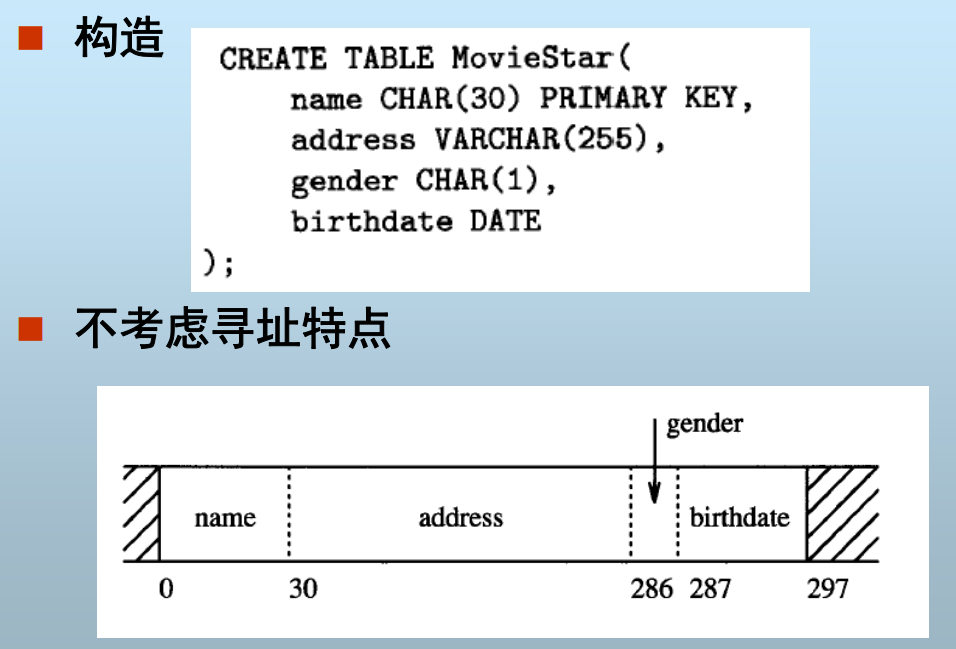 构造
CREATE TABLE MovieStar(
name CHAR(30) PRIMARY KEY,
address VARCHAR(255),
gender CHAR(1),
birthdate DATE
);
不考虑寻址特点
gender
name address birthdate
0 30 286 287 297